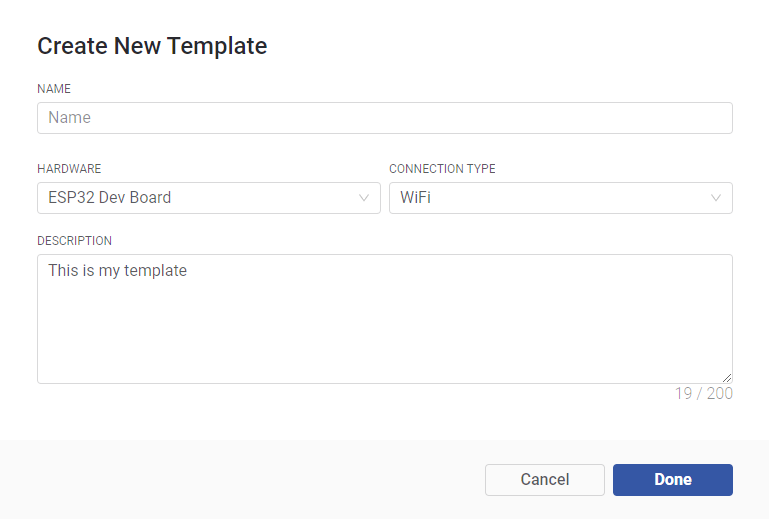 Create New Template
NAME
Name
HARDWARE
CONNECTION TYPE
ESP32 Dev Board
WiFi
DESCRIPTION
This is my template
19 / 200
Cancel
Done